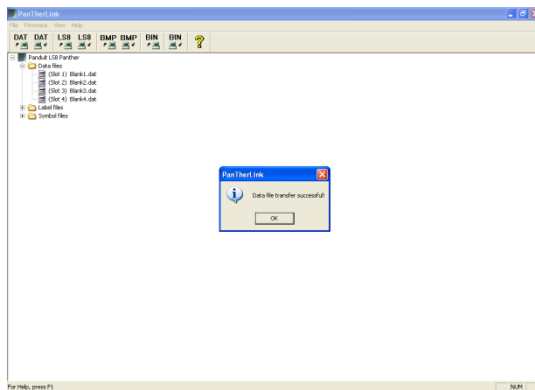 PanTherLink
File Firmware View Help
DAT DAT LS8 LS8 BMP BMP BIN BIN
Panduit LS8 Panther
Data files
(Slot 1) Blank1.dat
(Slot 2) Blank2.dat
(Slot 3) Blank3.dat
(Slot 4) Blank4.dat
Label files
Symbol files
PanTherLink
Data file transfer successful!
OK
For Help, press F1
NUM